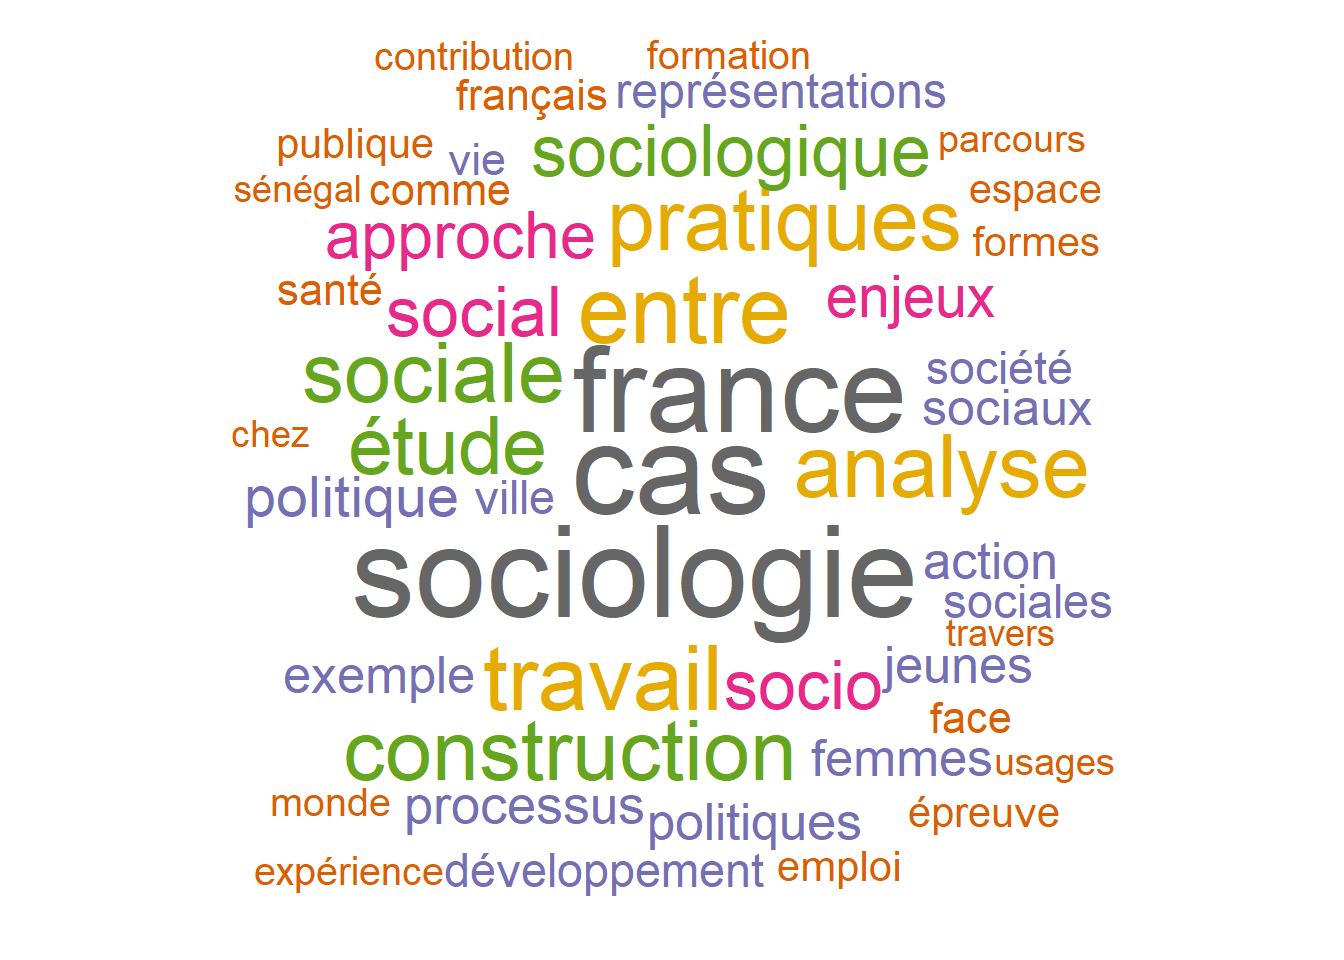 contribution formation
français représentations
publique vie sociologique parcours
sénégal comme pratiques espace
approche formes
santé social entre enjeux
sociale france société
sociaux
chez étude cas analyse
politique ville
sociologie action
sociales
travers
exemple travail socio jeunes
face
construction femmes usages
monde processus politiques épreuve
expérience développement emploi